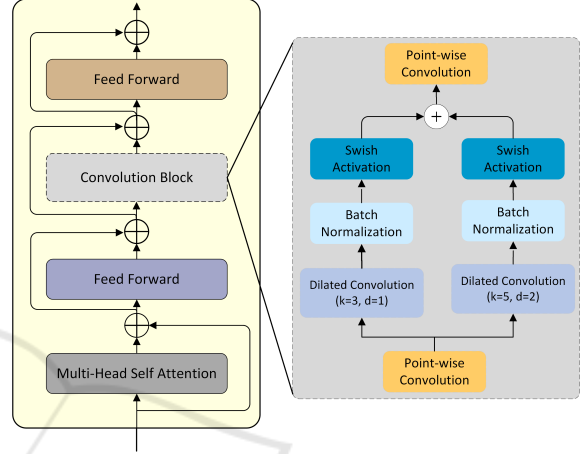 Feed Forward
Convolution Block
Feed Forward
Multi-Head Self Attention
Point-wise
Convolution
+
Swish
Activation
Swish
Activation
Batch
Normalization
Batch
Normalization
Dilated Convolution
(k=3, d=1)
Dilated Convolution
(k=5, d=2)
Point-wise
Convolution